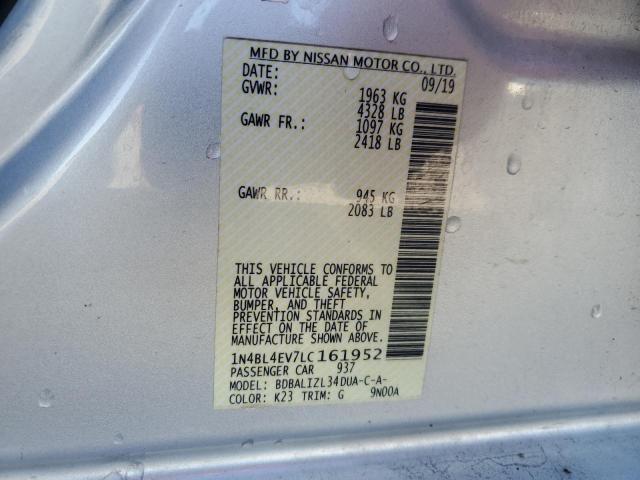 MFD BY NISSAN MOTOR CO., LTD.
DATE: 09/19
GVWR: 1963 KG
4328 LB
GAWR FR.: 1097 KG
2418 LB
GAWR RR.: 945 KG
2083 LB
THIS VEHICLE CONFORMS TO
ALL APPLICABLE FEDERAL
MOTOR VEHICLE SAFETY,
BUMPER, AND THEFT
PREVENTION STANDARDS IN
EFFECT ON THE DATE OF
MANUFACTURE SHOWN ABOVE.
1N4BL4EV7LC161952
PASSENGER CAR 937
MODEL: BDBALIZL34DUA-C-A-
COLOR: K23 TRIM: G 9N00A